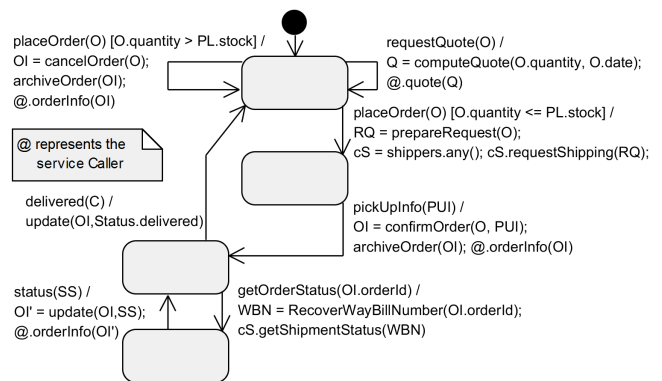 placeOrder(O) [O.quantity > PL.stock] /
OI = cancelOrder(O);
archiveOrder(OI);
@.orderInfo(OI)
requestQuote(O) /
Q = computeQuote(O.quantity, O.date);
@.quote(Q)
placeOrder(O) [O.quantity <= PL.stock] /
RQ = prepareRequest(O);
cS = shippers.any(); cS.requestShipping(RQ);
@ represents the
service Caller
delivered(C) /
update(OI,Status.delivered)
pickUpInfo(PUI) /
OI = confirmOrder(O, PUI);
archiveOrder(OI); @.orderInfo(OI)
status(SS) /
OI' = update(OI,SS);
@.orderInfo(OI')
getOrderStatus(OI.orderId) /
WBN = RecoverWayBillNumber(OI.orderId);
cS.getShipmentStatus(WBN)